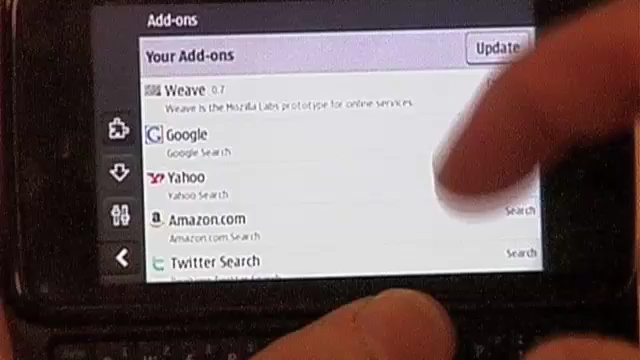 Add-ons
Your Add-ons
Update
Weave 0.7
Weave is the Mozilla Labs prototype for online services
Google
Google Search
Yahoo
Yahoo Search
Amazon.com
Search
Amazon.com Search
Twitter Search
Search